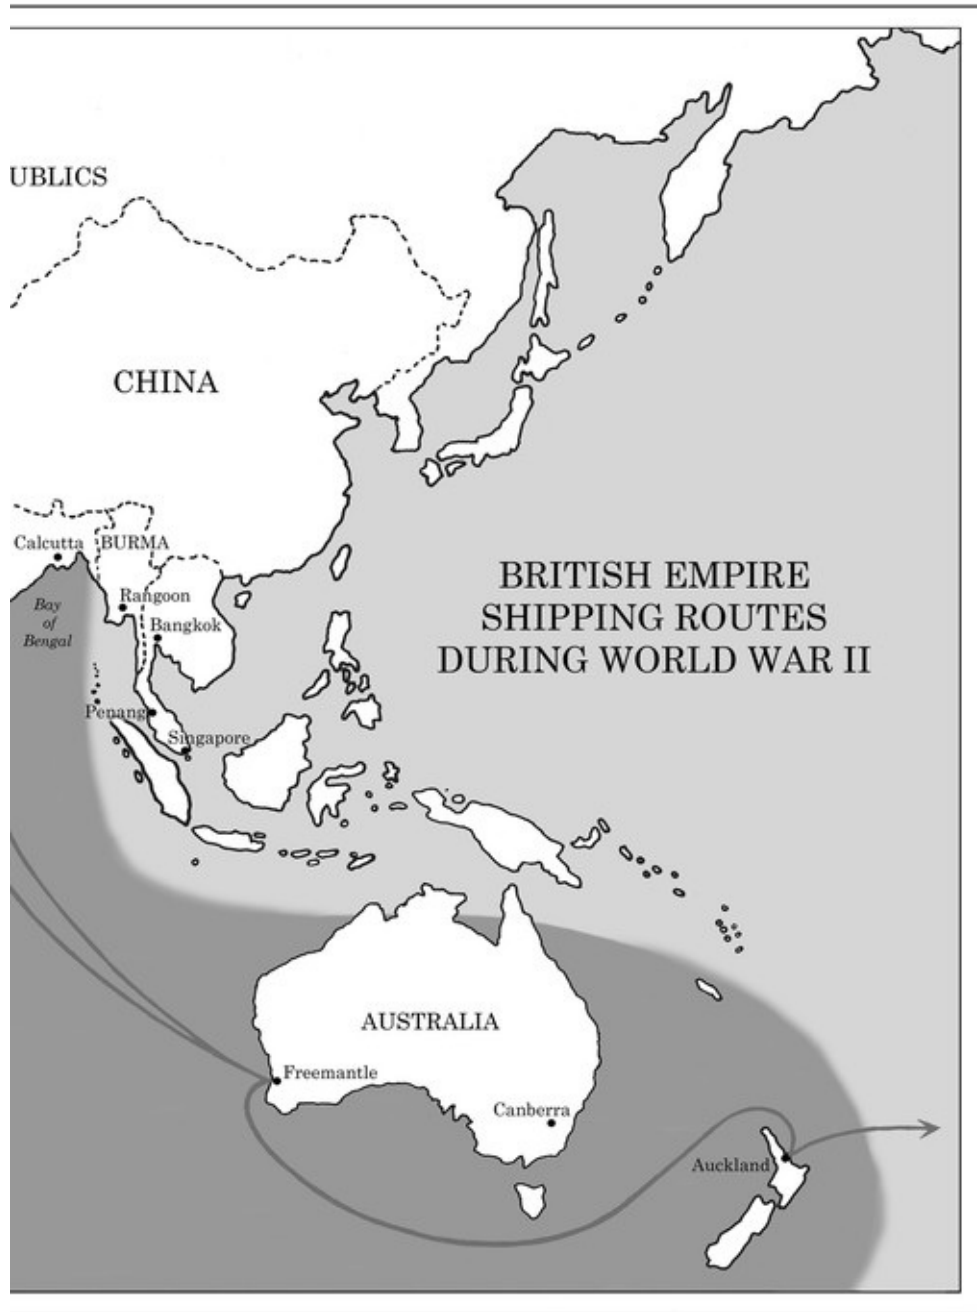 UBLICS
CHINA
Calcutta
BURMA
Bay
of
Bengal
Rangoon
Bangkok
BRITISH EMPIRE
SHIPPING ROUTES
DURING WORLD WAR II
Penang
Singapore
AUSTRALIA
Freemantle
Canberra
Auckland